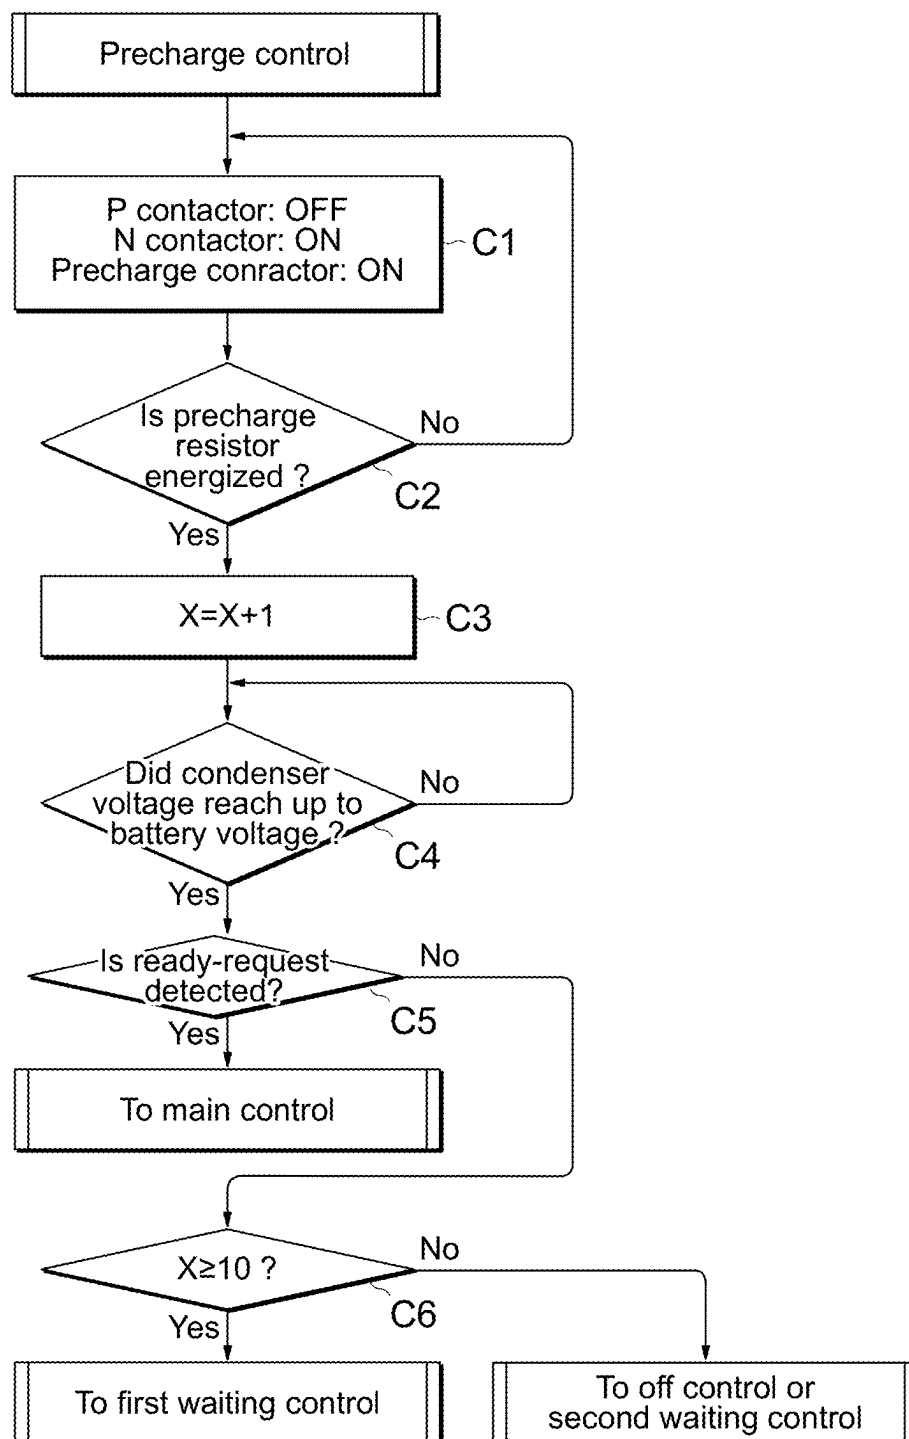 Precharge control
P contactor: OFF
N contactor: ON
Precharge conractor: ON
C1
Is precharge
resistor
energized ?
No
C2
Yes
X=X+1
C3
Did condenser
voltage reach up to
battery voltage ?
No
C4
Yes
Is ready-request
detected?
No
C5
Yes
To main control
X≥10 ?
No
C6
Yes
To first waiting control
To off control or
second waiting control